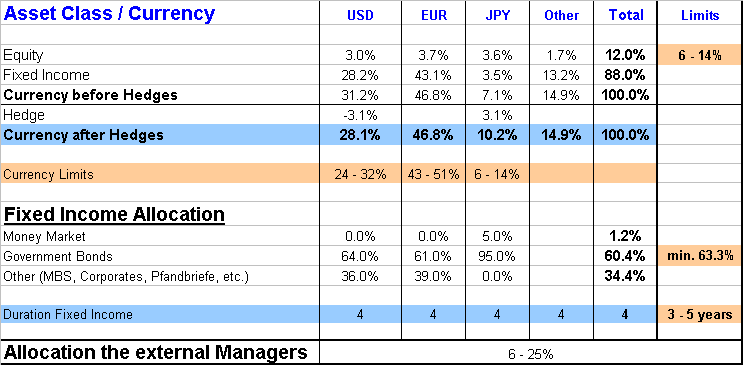 Asset Class / Currency USD EUR JPY Other Total Limits
Equity 3.0% 3.7% 3.6% 1.7% 12.0% 6 - 14%
Fixed Income 28.2% 43.1% 3.5% 13.2% 88.0%
Currency before Hedges 31.2% 46.8% 7.1% 14.9% 100.0%
Hedge -3.1% 3.1%
Currency after Hedges 28.1% 46.8% 10.2% 14.9% 100.0%
Currency Limits 24 - 32% 43 - 51% 6 - 14%
Fixed Income Allocation
Money Market 0.0% 0.0% 5.0% 1.2%
Government Bonds 64.0% 61.0% 95.0% 60.4% min. 63.3%
Other (MBS, Corporates, Pfandbriefe, etc.) 36.0% 39.0% 0.0% 34.4%
Duration Fixed Income 4 4 4 4 4 3 - 5 years
Allocation the external Managers 6 - 25%